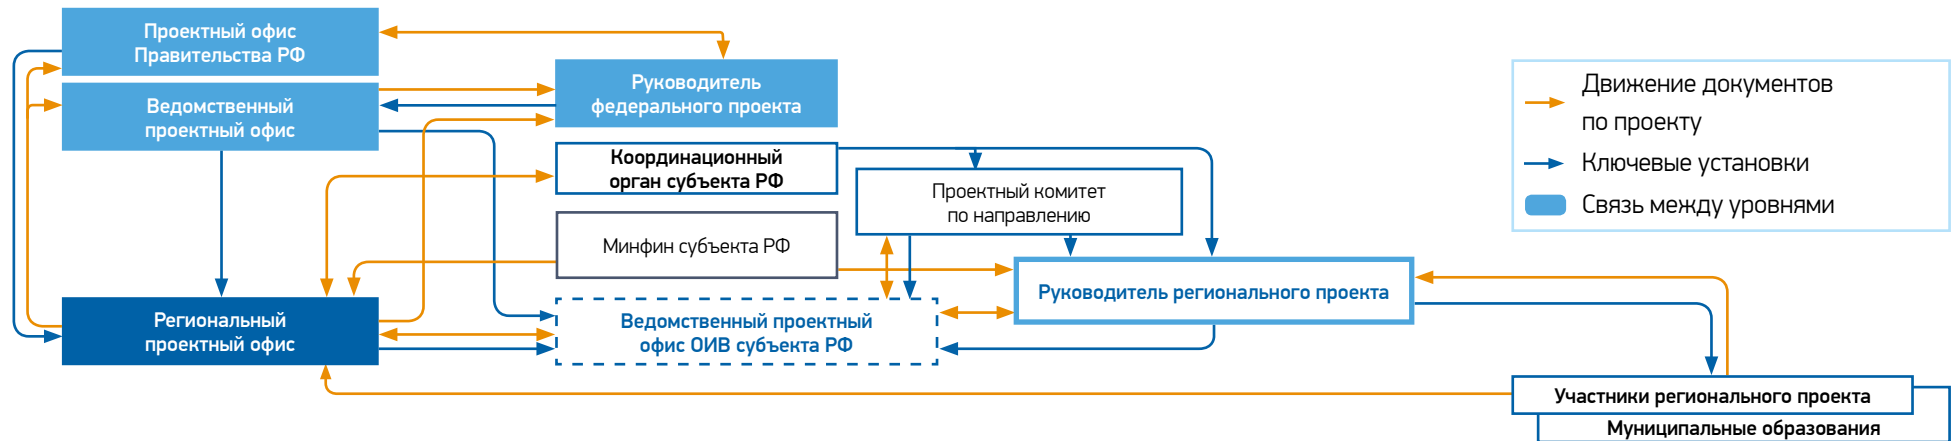 Проектный офис
Правительства РФ
Ведомственный
проектный офис
Региональный
проектный офис
Руководитель
федерального проекта
Координационный
орган субъекта РФ
Минфин субъекта РФ
Ведомственный проектный
офис ОИВ субъекта РФ
Проектный комитет
по направлению
Руководитель регионального проекта
Участники регионального проекта
Муниципальные образования
Движение документов
по проекту
Ключевые установки
Связь между уровнями